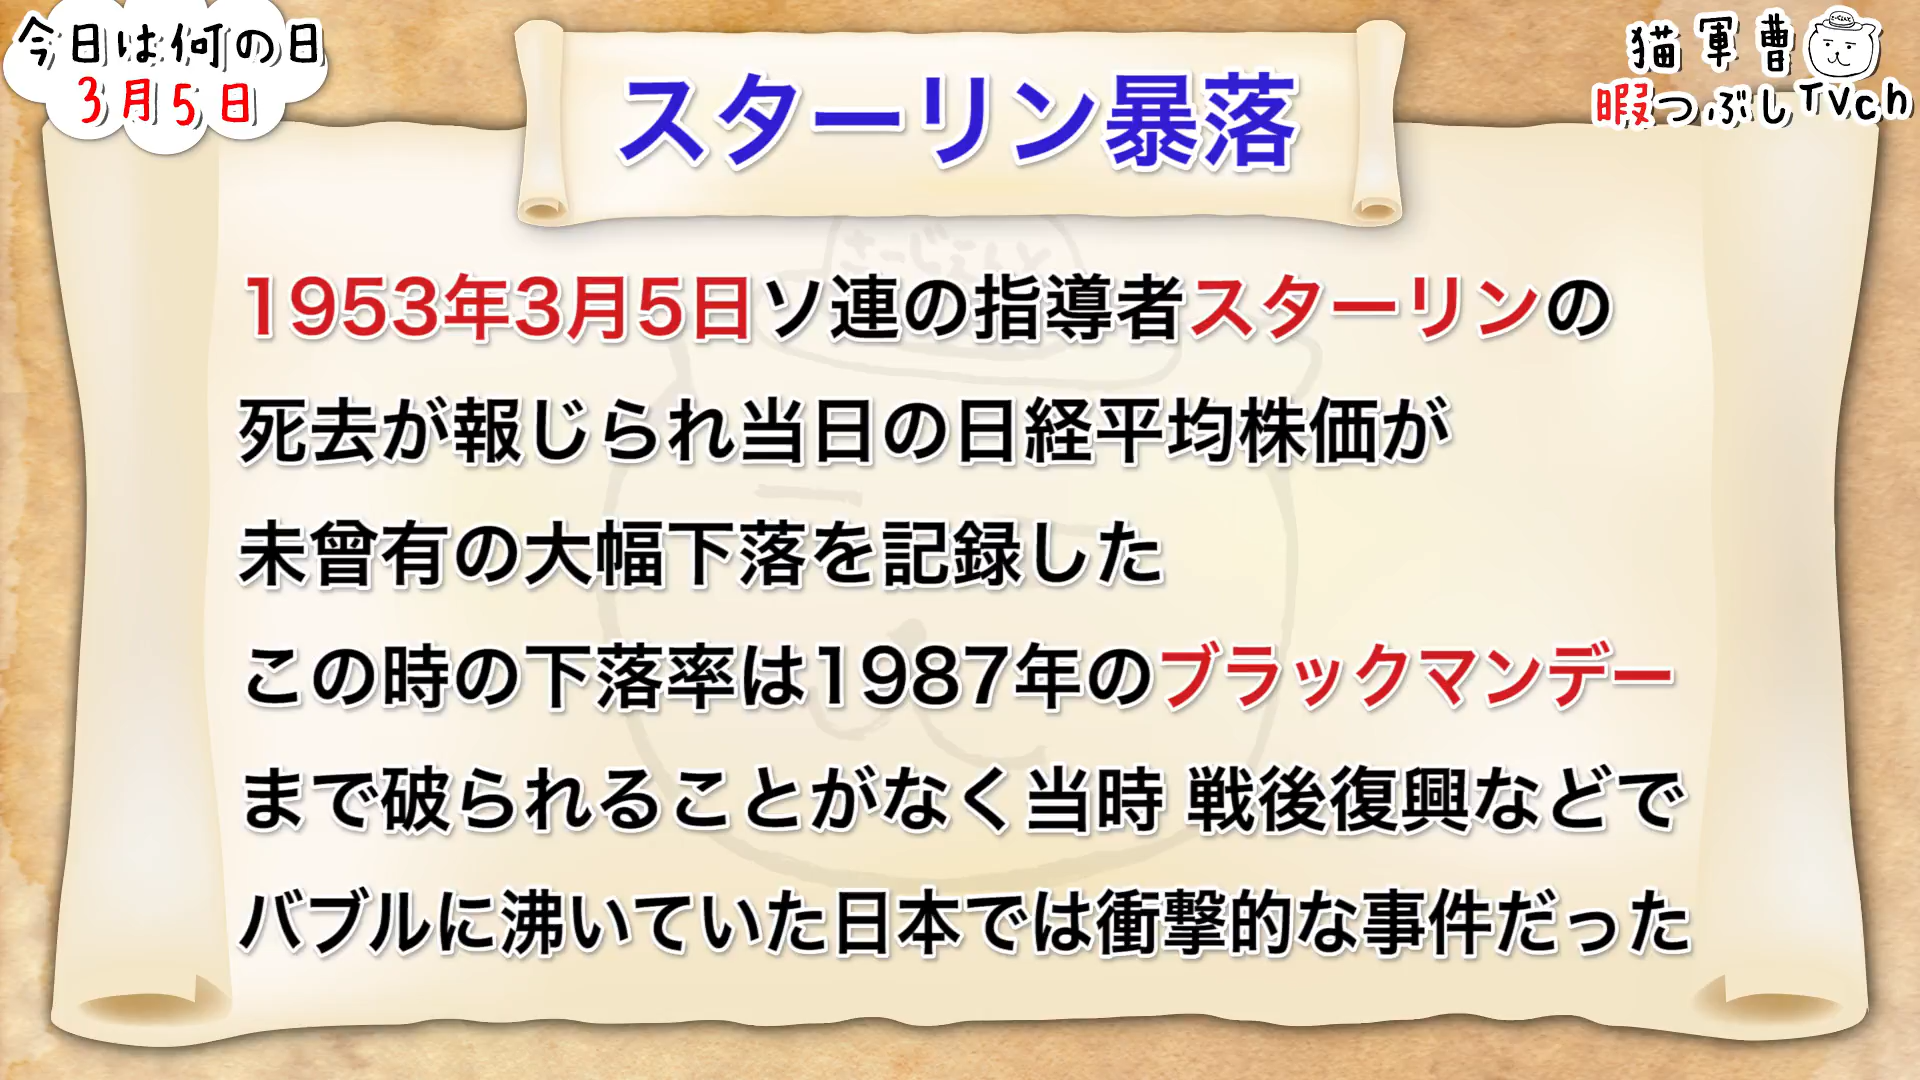 今日は何の日
3月5日
スターリン暴落
猫軍曹
暇つぶしTVch
さーじぇんと
1953年3月5日ソ連の指導者スターリンの
死去が報じられ当日の日経平均株価が
未曾有の大幅下落を記録した
この時の下落率は1987年のブラックマンデー
まで破られることがなく当時 戦後復興などで
バブルに沸いていた日本では衝撃的な事件だった